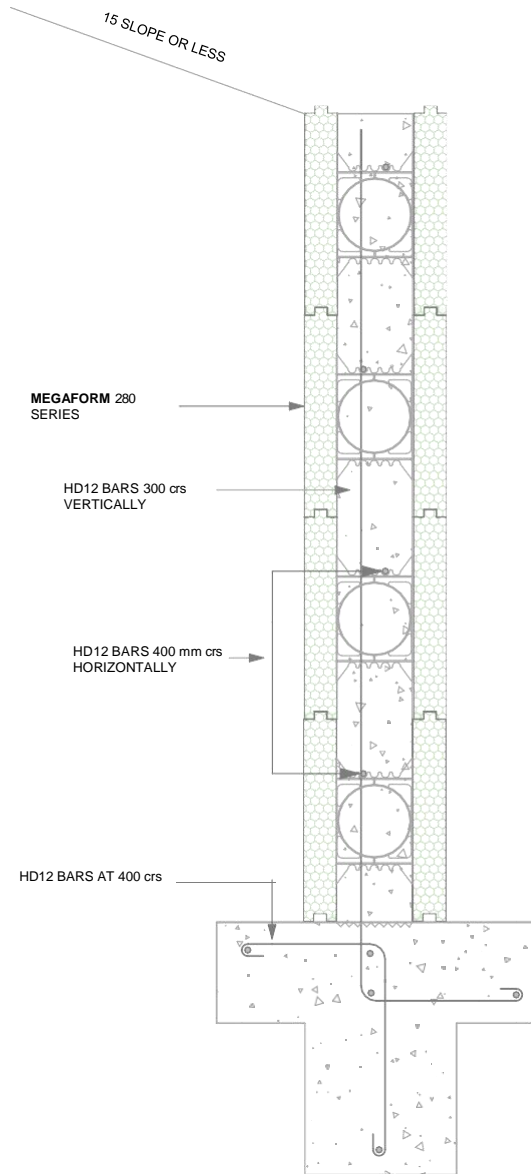 15 SLOPE OR LESS
MEGAFORM 280
SERIES
HD12 BARS 300 crs
VERTICALLY
HD12 BARS 400 mm crs
HORIZONTALLY
HD12 BARS AT 400 crs